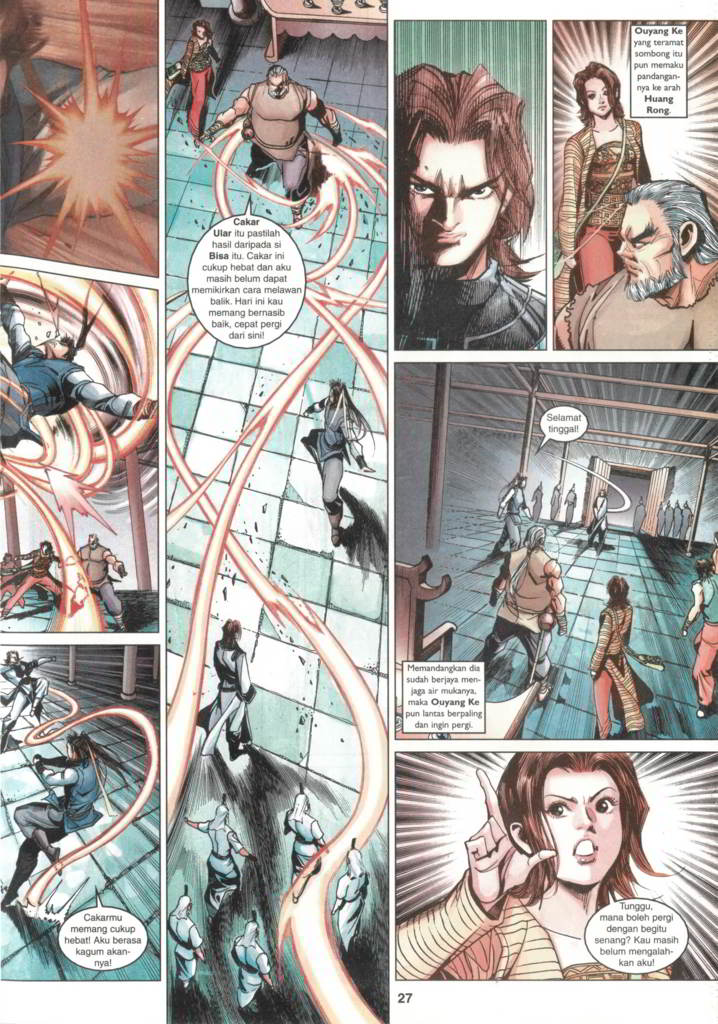 Cakarmu
memang cukup
hebat! Aku berasa
kagum akan-
nya!
Cakar
Ular itu pastilah
hasil daripada si
Bisa itu. Cakar ini
cukup hebat dan aku
masih belum dapat
memikirkan cara melawan
balik. Hari ini kau
memang bernasib
baik, cepat pergi
dari sini!
Ouyang Ke
yang teramat
sombong itu
pun memaku
pandangan-
nya ke arah
Huang
Rong.
Selamat
tinggal!
Memandangkan dia
sudah berjaya men-
jaga air mukanya,
maka Ouyang Ke
pun lantas berpaling
dan ingin pergi.
Tunggu,
mana boleh pergi
dengan begitu
senang? Kau masih
belum mengalah-
kan aku!
27